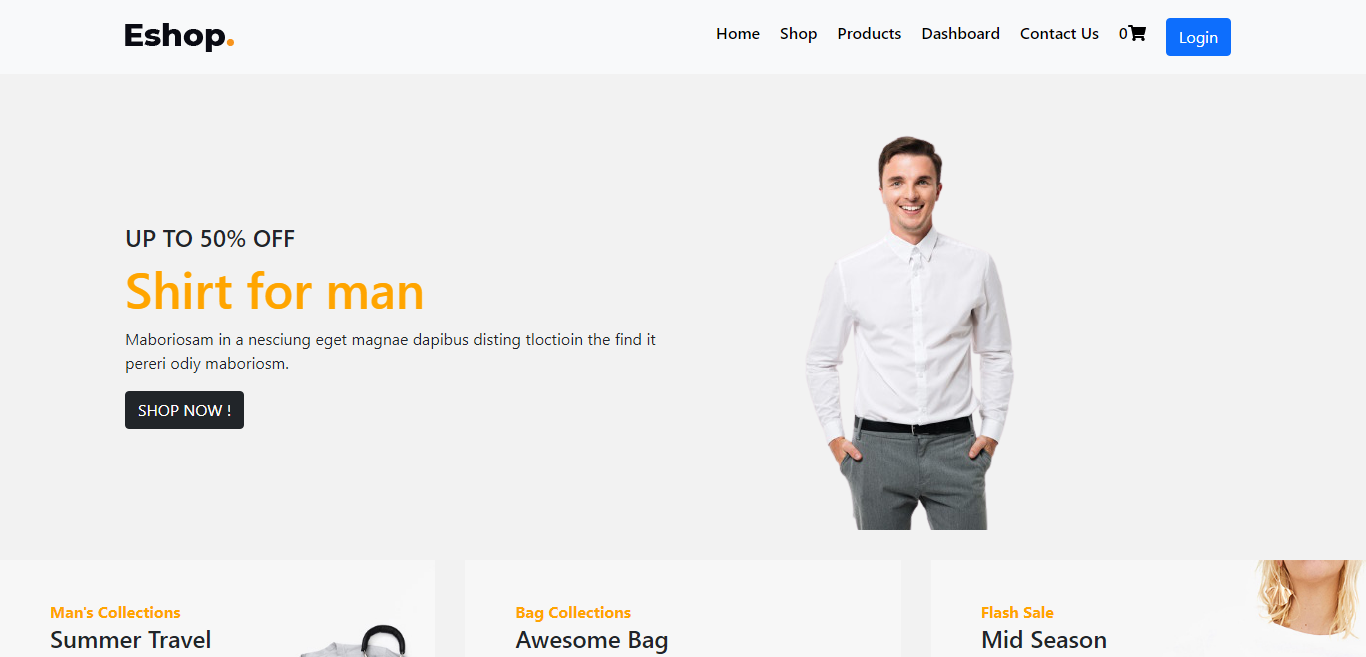 Eshop.
Home Shop Products Dashboard Contact Us 0 Login
UP TO 50% OFF
Shirt for man
Maboriosam in a nesciung eget magnae dapibus disting tloctioin the find it
pereri odiy maboriosm.
SHOP NOW !
Man's Collections
Summer Travel
Bag Collections
Awesome Bag
Flash Sale
Mid Season